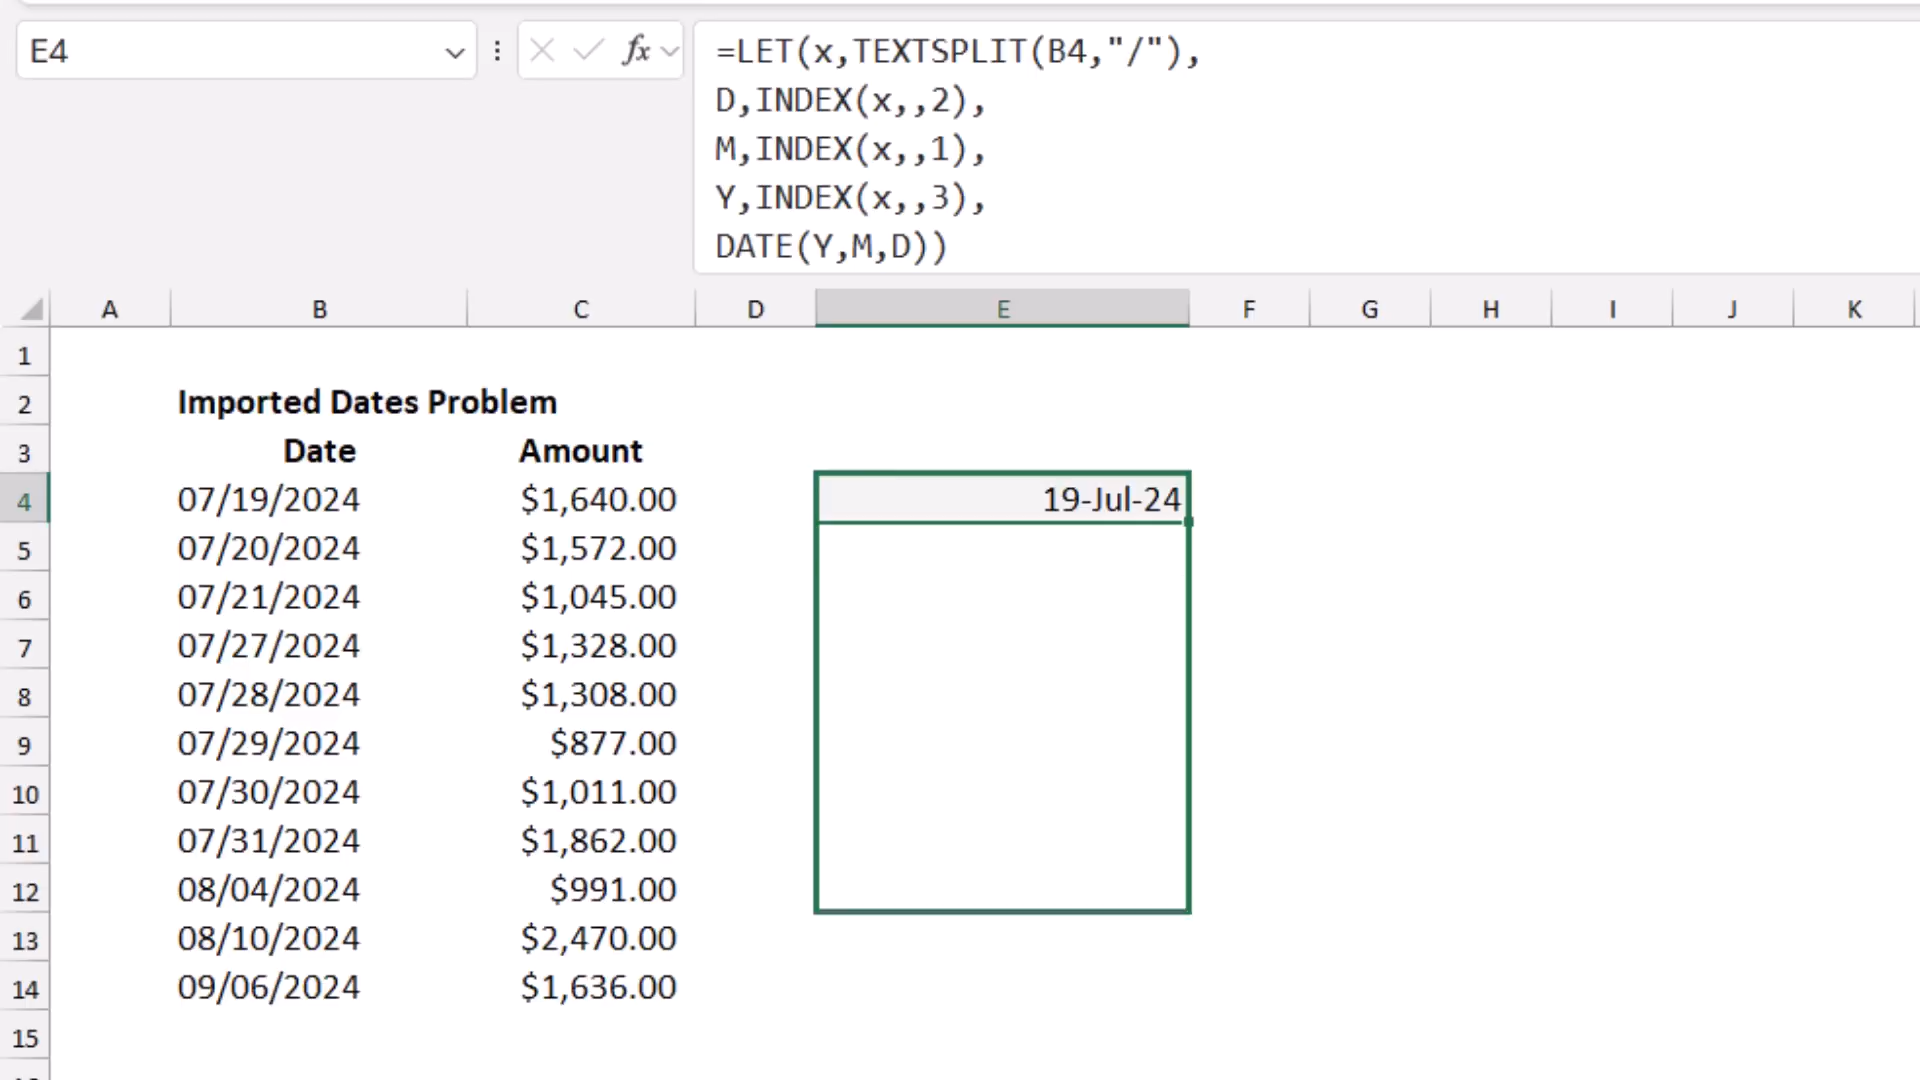 E4
fx
=LET(x,TEXTSPLIT(B4,"/"),
D,INDEX(x,,2),
M,INDEX(x,,1),
Y,INDEX(x,,3),
DATE(Y,M,D))
A B C D E F G H I J K
1
2 Imported Dates Problem
3 Date Amount
4 07/19/2024 $1,640.00 19-Jul-24
5 07/20/2024 $1,572.00
6 07/21/2024 $1,045.00
7 07/27/2024 $1,328.00
8 07/28/2024 $1,308.00
9 07/29/2024 $877.00
10 07/30/2024 $1,011.00
11 07/31/2024 $1,862.00
12 08/04/2024 $991.00
13 08/10/2024 $2,470.00
14 09/06/2024 $1,636.00
15